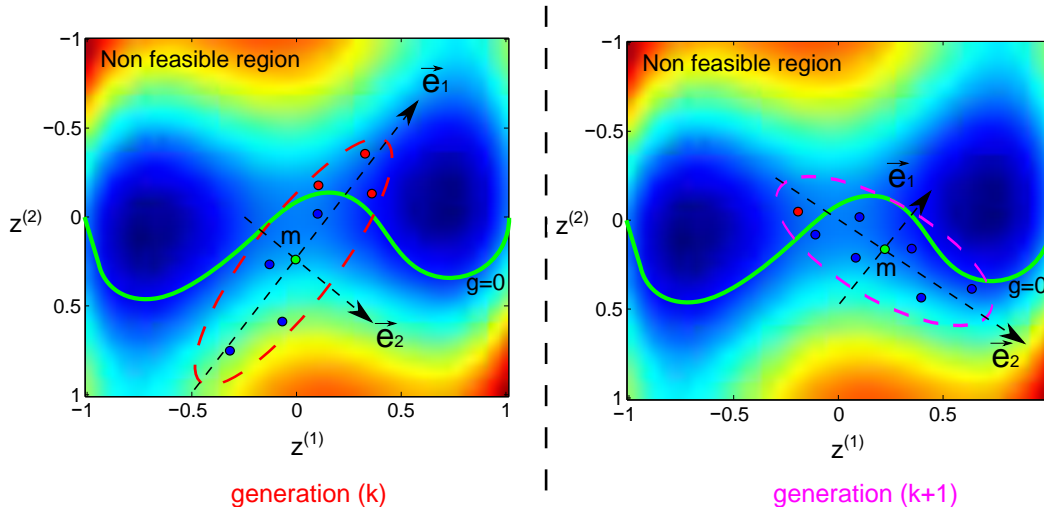 −1
Non feasible region
e1
−0.5
0
z(2)
m
g=0
0.5
e2
1
−1
−0.5
0
0.5
1
z(1)
generation (k)
−1
Non feasible region
−0.5
e1
0
z(2)
m
g=0
0.5
e2
1
−1
−0.5
0
0.5
1
z(1)
generation (k+1)